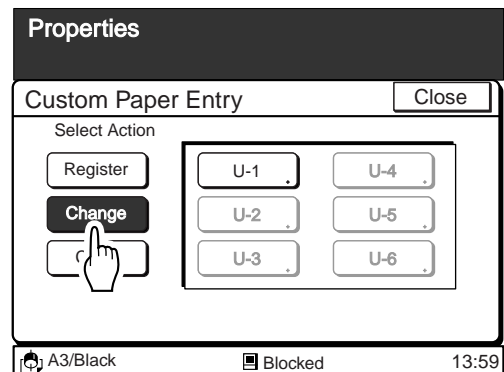 Properties
Custom Paper Entry Close
Select Action
Register U-1 U-4
Change U-2 U-5
U-3 U-6
A3/Black Blocked 13:59